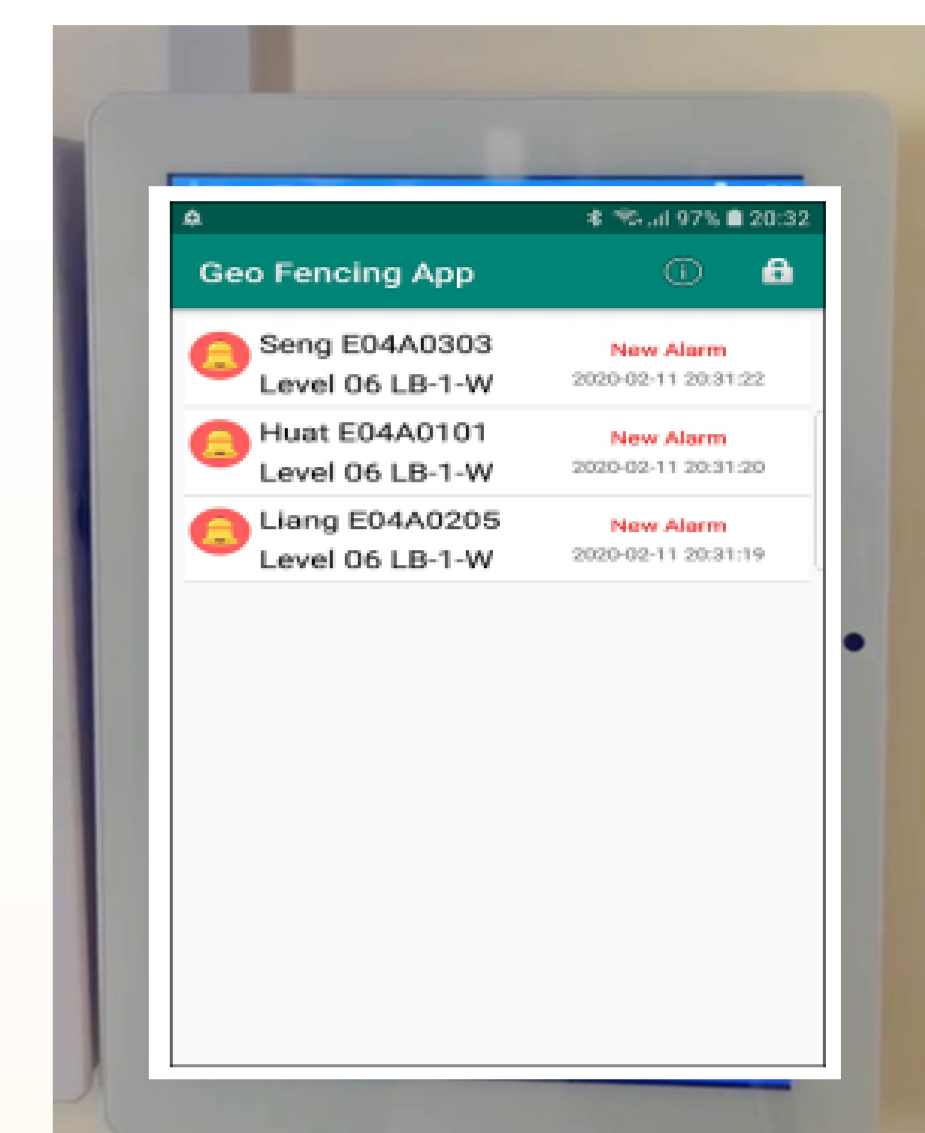 97% 20:32
Geo Fencing App
Seng E04A0303
New Alarm
Level 06 LB-1-W
2020-02-11 20:31:22
Huat E04A0101
New Alarm
Level 06 LB-1-W
2020-02-11 20:31:20
Liang E04A0205
New Alarm
Level 06 LB-1-W
2020-02-11 20:31:19